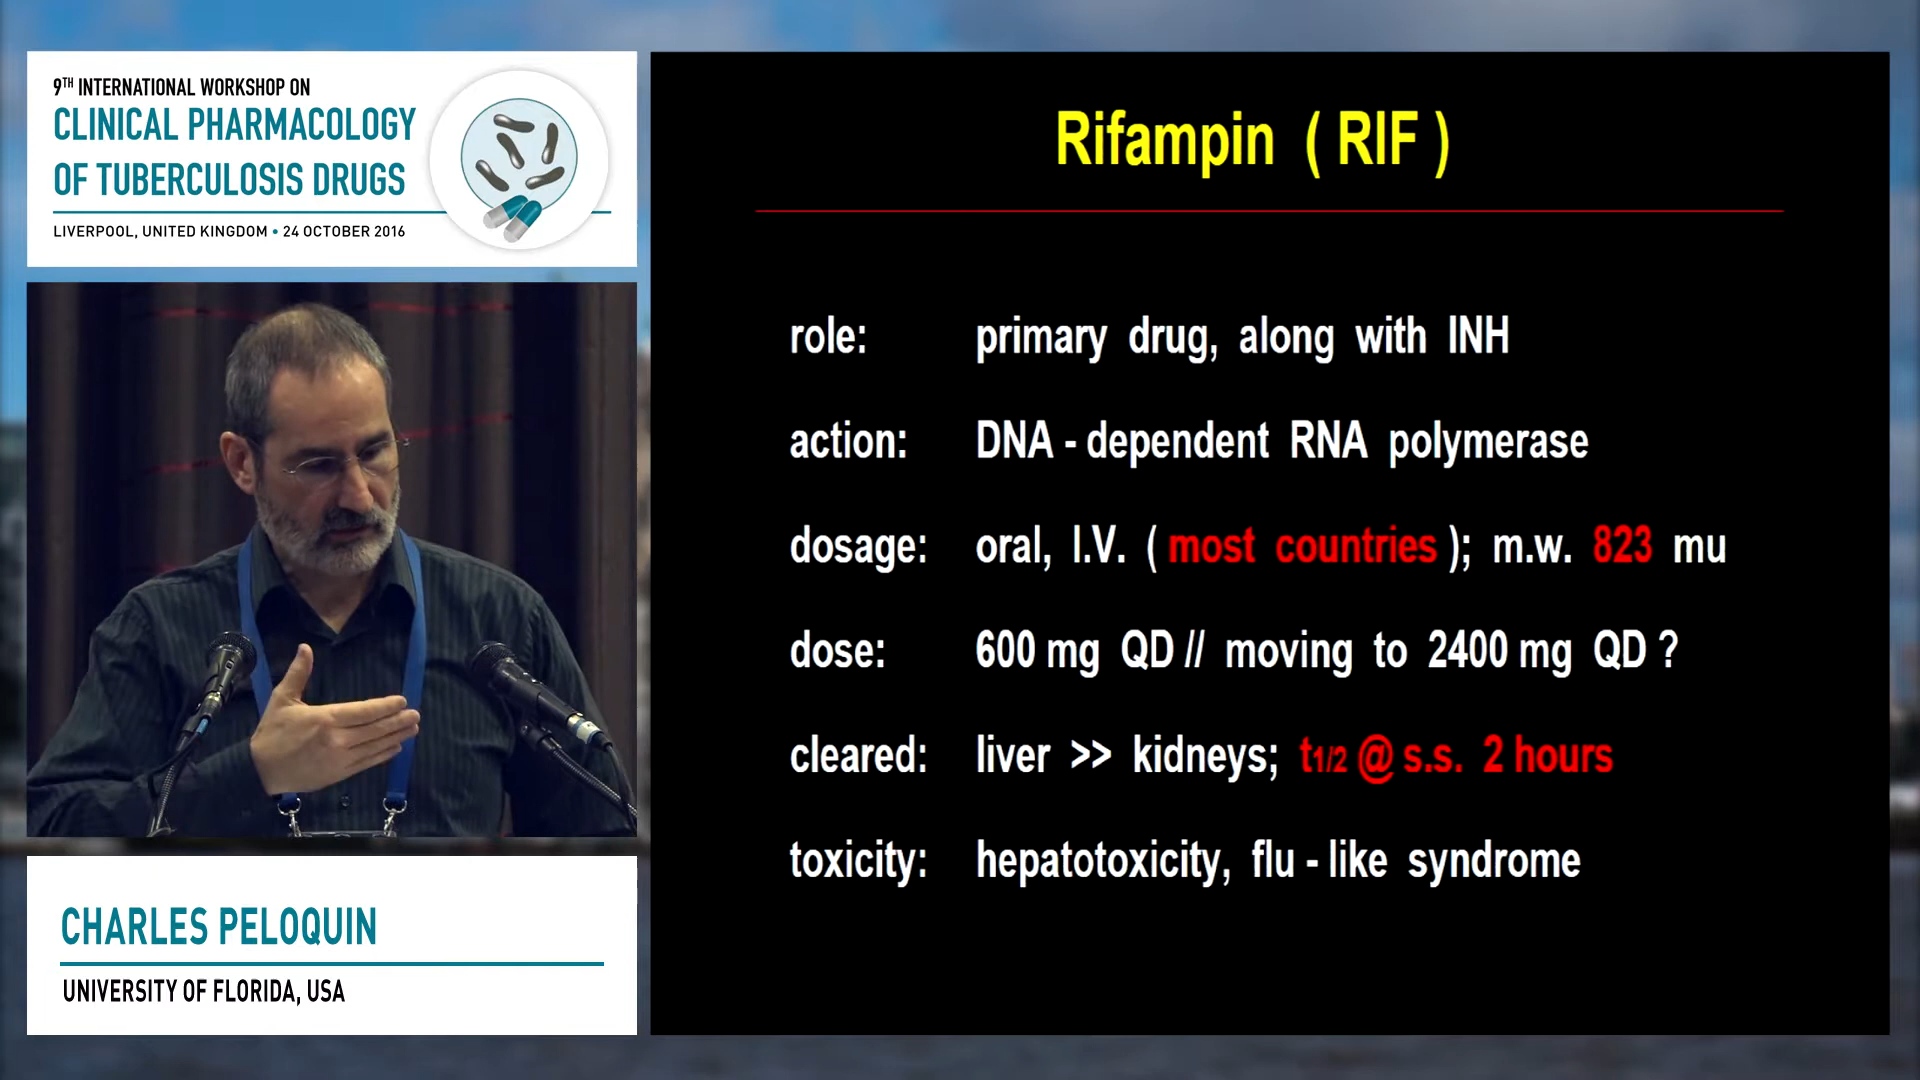 9TH INTERNATIONAL WORKSHOP ON
CLINICAL PHARMACOLOGY
OF TUBERCULOSIS DRUGS
LIVERPOOL, UNITED KINGDOM • 24 OCTOBER 2016
CHARLES PELOQUIN
UNIVERSITY OF FLORIDA, USA
Rifampin ( RIF )
role: primary drug, along with INH
action: DNA - dependent RNA polymerase
dosage: oral, I.V. ( most countries ); m.w. 823 mu
dose: 600 mg QD // moving to 2400 mg QD ?
cleared: liver >> kidneys; t1/2 @ s.s. 2 hours
toxicity: hepatotoxicity, flu - like syndrome